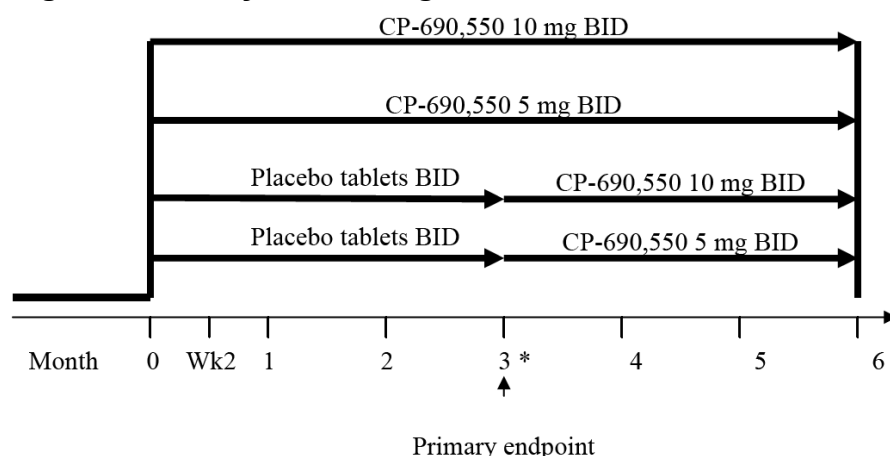 CP-690,550 10 mg BID
CP-690,550 5 mg BID
Placebo tablets BID
CP-690,550 10 mg BID
Placebo tablets BID
CP-690,550 5 mg BID
Month 0 Wk2 1 2 3 * 4 5 6
Primary endpoint